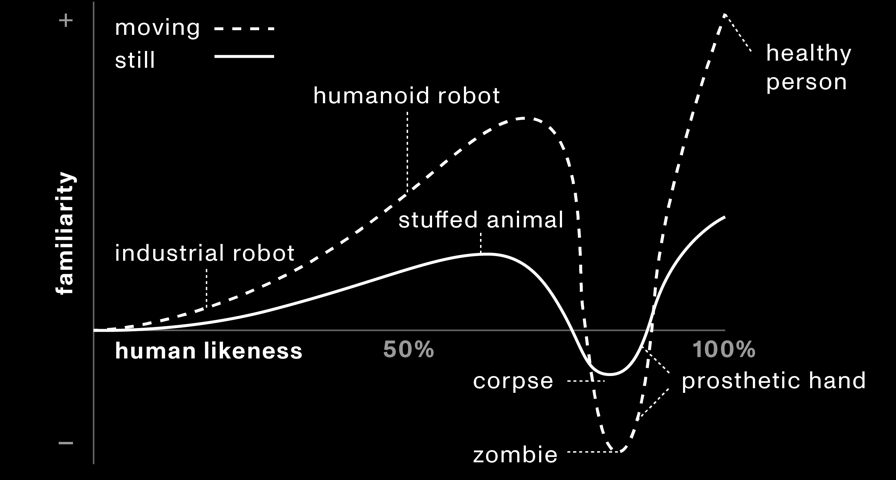 +
moving
still
healthy
person
humanoid robot
familiarity
stuffed animal
industrial robot
human likeness
50%
100%
corpse
prosthetic hand
−
zombie